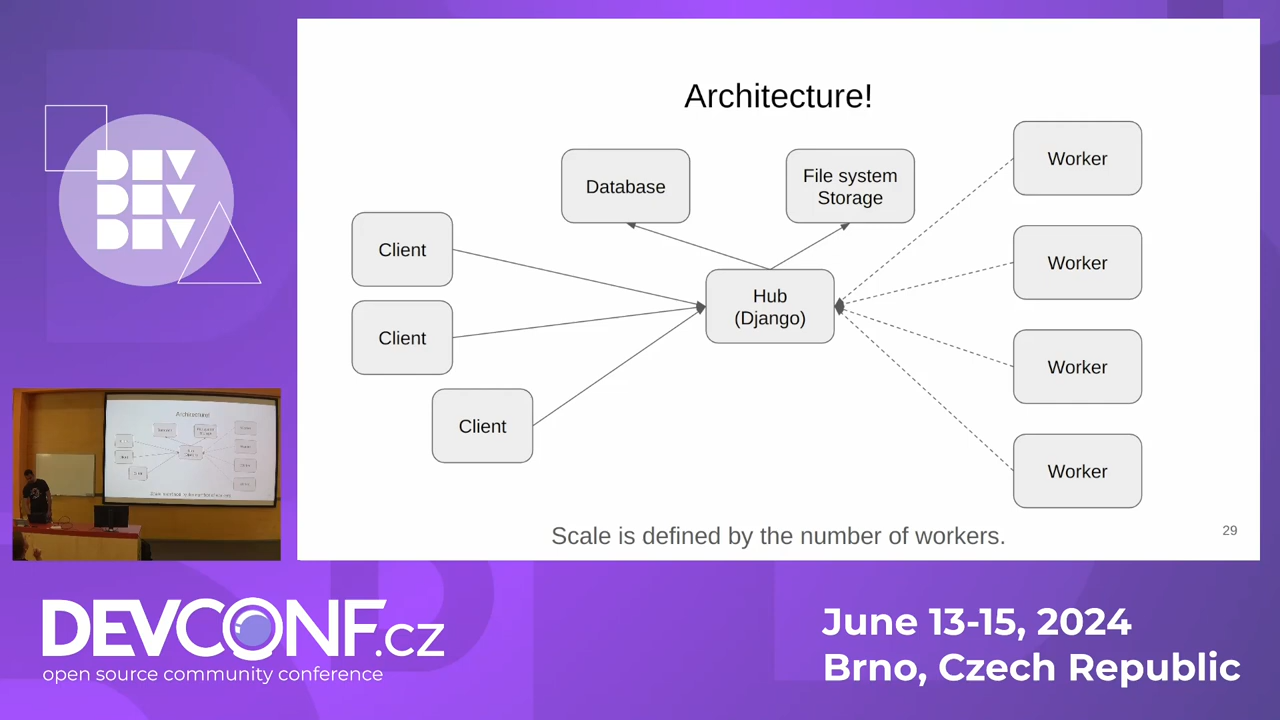 DEV
DEV
DEV
Architecture!
Database
File system
Storage
Worker
Client
Worker
Hub
(Django)
Client
Worker
Client
Worker
Scale is defined by the number of workers.
29
Architecture!
DEVCONF.cz
open source community conference
June 13-15, 2024
Brno, Czech Republic